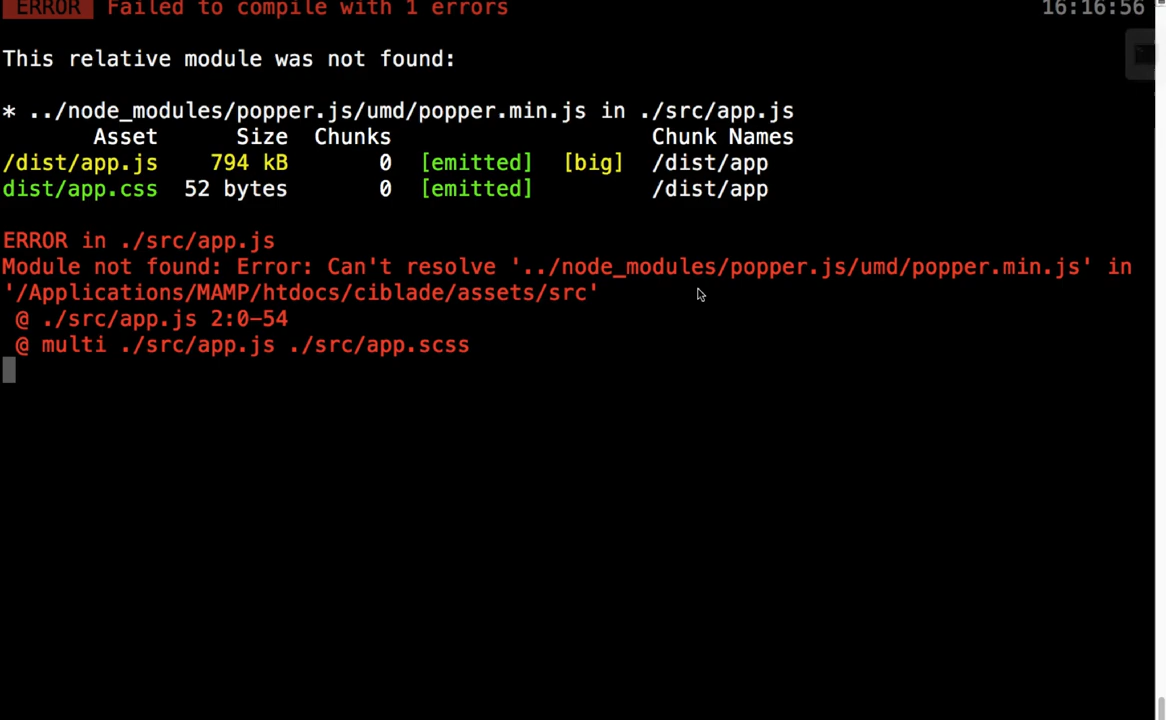 ERROR Failed to compile with 1 errors 16:16:56
This relative module was not found:
* ../node_modules/popper.js/umd/popper.min.js in ./src/app.js
Asset Size Chunks Chunk Names
/dist/app.js 794 kB 0 [emitted] [big] /dist/app
dist/app.css 52 bytes 0 [emitted] /dist/app
ERROR in ./src/app.js
Module not found: Error: Can't resolve '../node_modules/popper.js/umd/popper.min.js' in
'/Applications/MAMP/htdocs/ciblade/assets/src'
@ ./src/app.js 2:0-54
@ multi ./src/app.js ./src/app.scss